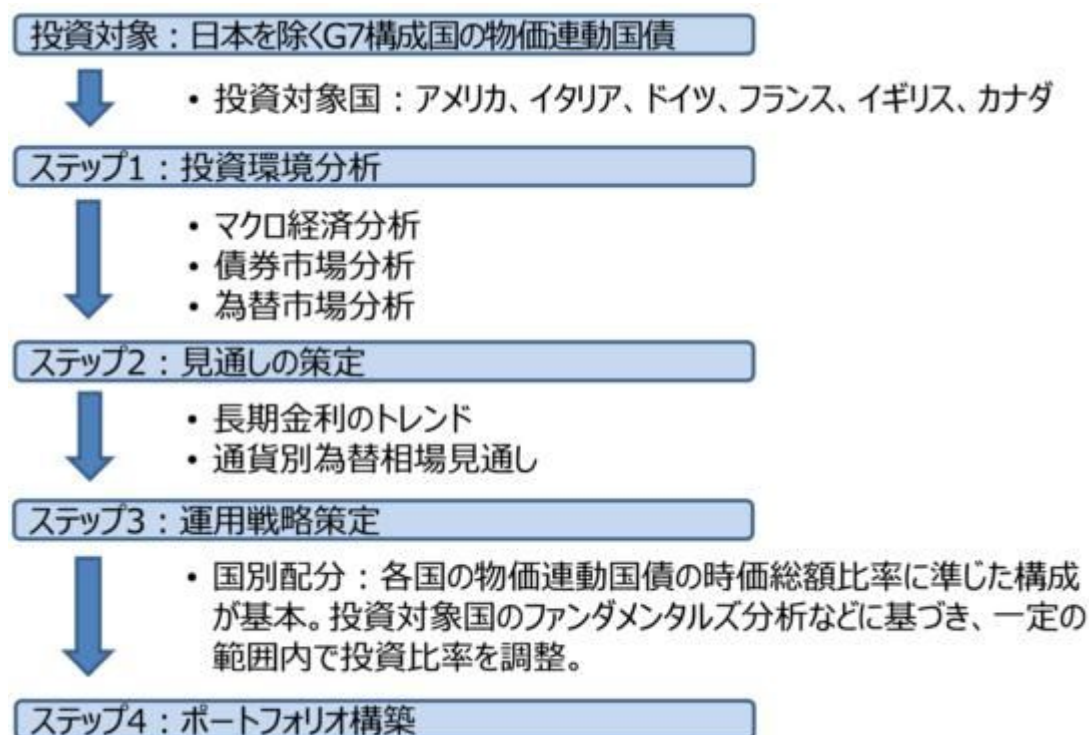 投資対象：日本を除くG7構成国の物価連動国債
• 投資対象国：アメリカ、イタリア、ドイツ、フランス、イギリス、カナダ
ステップ1：投資環境分析
• マクロ経済分析
• 債券市場分析
• 為替市場分析
ステップ2：見通しの策定
• 長期金利のトレンド
• 通貨別為替相場見通し
ステップ3：運用戦略策定
• 国別配分：各国の物価連動国債の時価総額比率に準じた構成
が基本。投資対象国のファンダメンタルズ分析などに基づき、一定の
範囲内で投資比率を調整。
ステップ4：ポートフォリオ構築